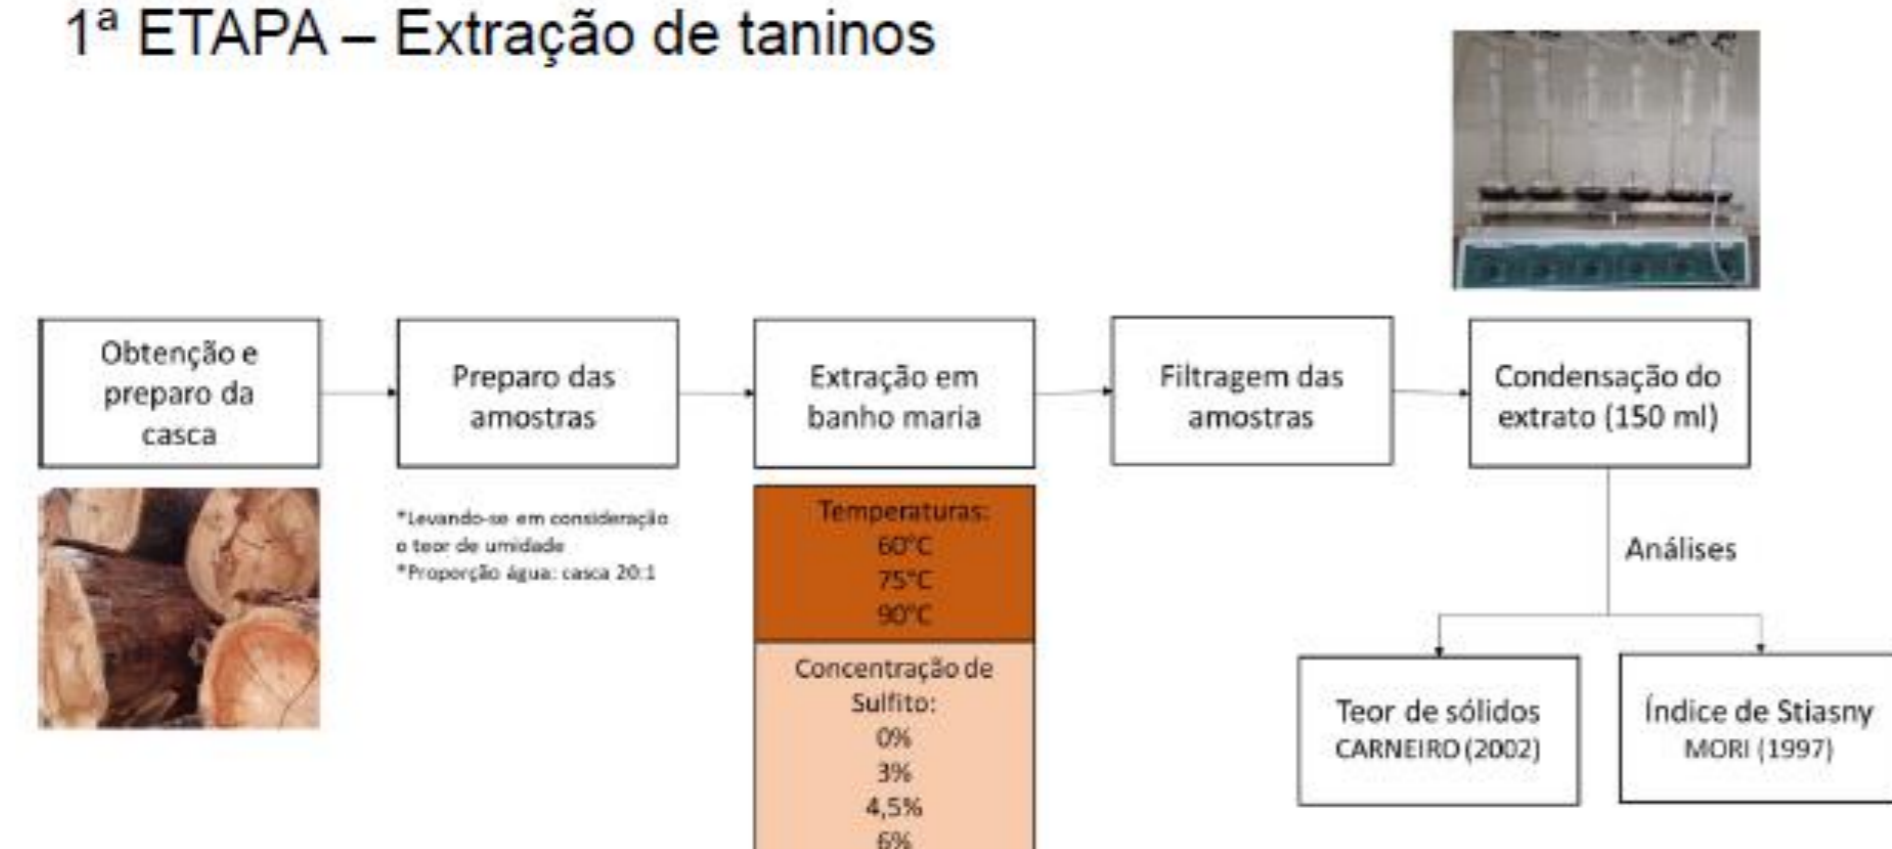 1ª ETAPA – Extração de taninos
Obtenção e
preparo da
casca
Preparo das
amostras
*Levando-se em consideração
o teor de umidade
*Proporção água: casca 20:1
Extração em
banho maria
Temperaturas:
60°C
75°C
90°C
Concentração de
Sulfito:
0%
3%
4,5%
6%
Filtragem das
amostras
Condensação do
extrato (150 ml)
Análises
Teor de sólidos
CARNEIRO (2002)
Índice de Stiasny
MORI (1997)